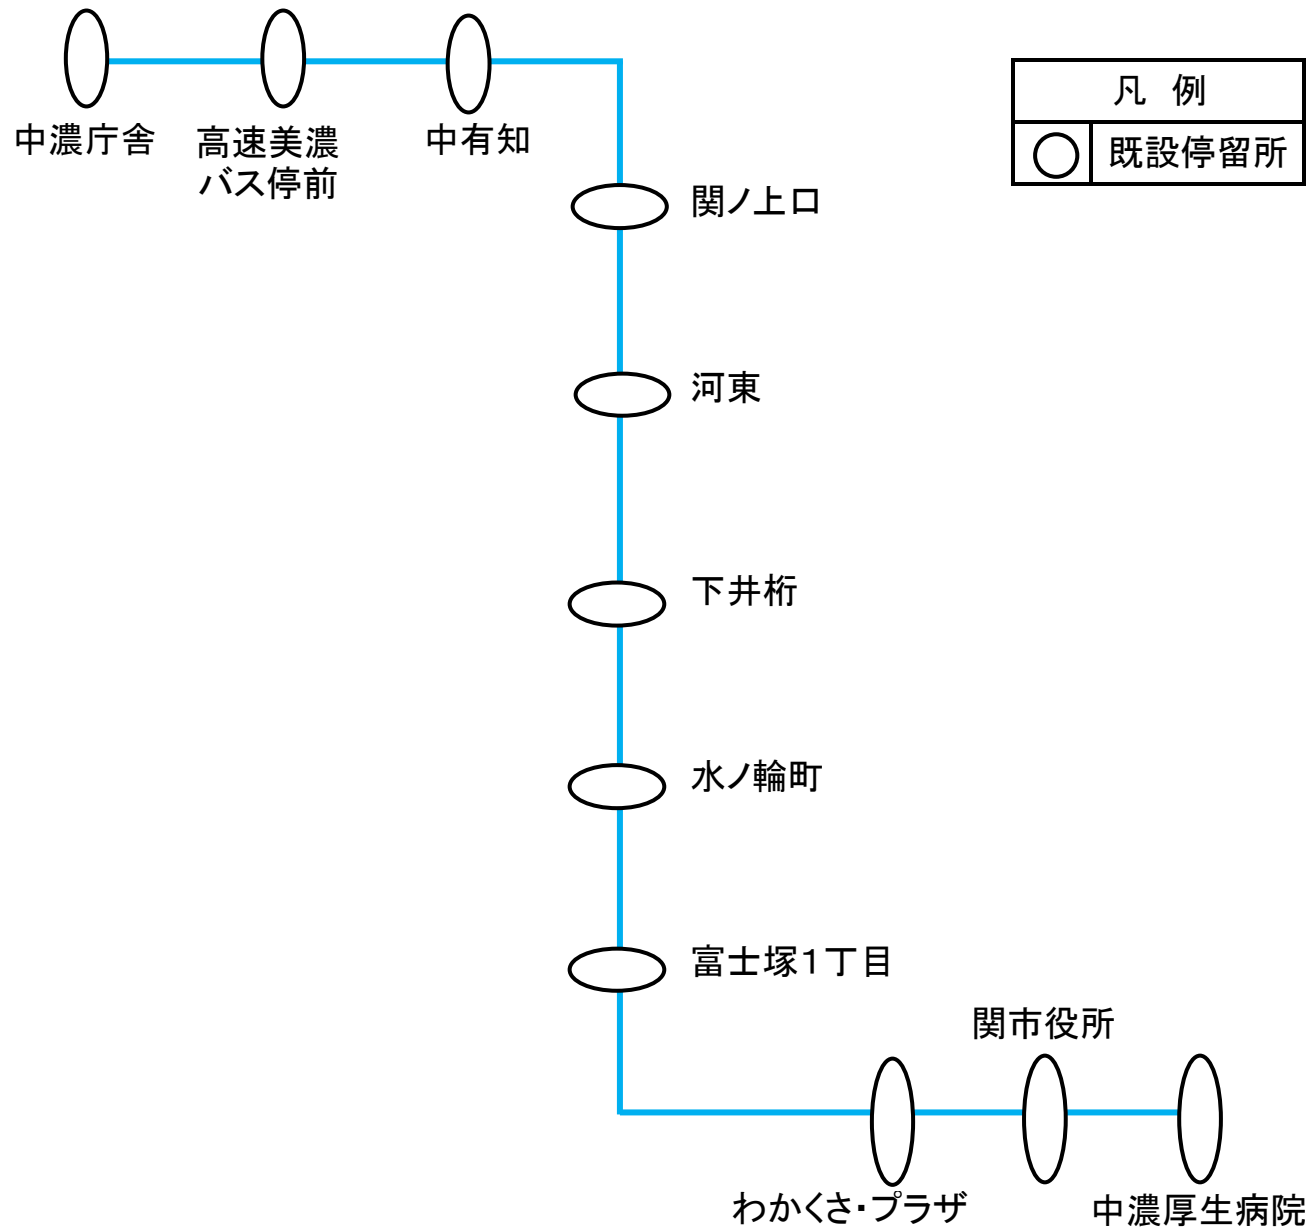 中濃庁舎
高速美濃
バス停前
中有知
凡 例
既設停留所
関ノ上口
河東
下井桁
水ノ輪町
富士塚1丁目
関市役所
わかくさ・プラザ
中濃厚生病院